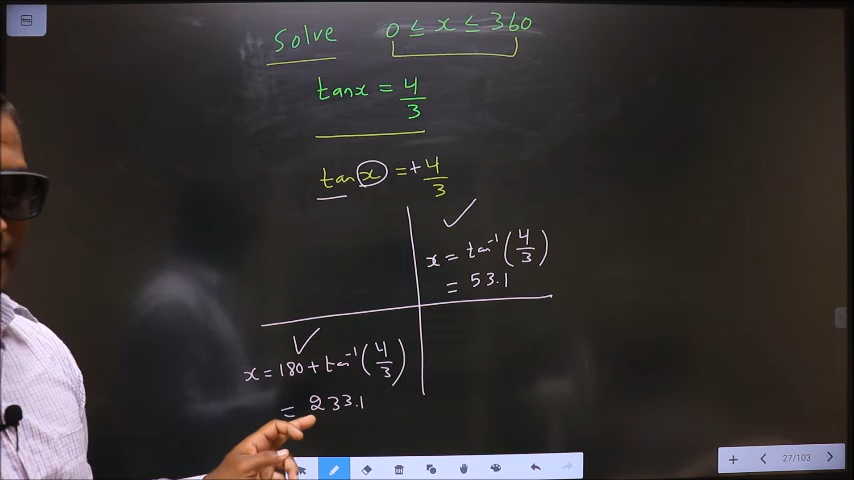 Solve 0 ≤ x ≤ 360
tanx = 4/3
tan x = +4/3
x = tan⁻¹(4/3)
= 53.1
x = 180 + tan⁻¹(4/3)
= 233.1
27/103